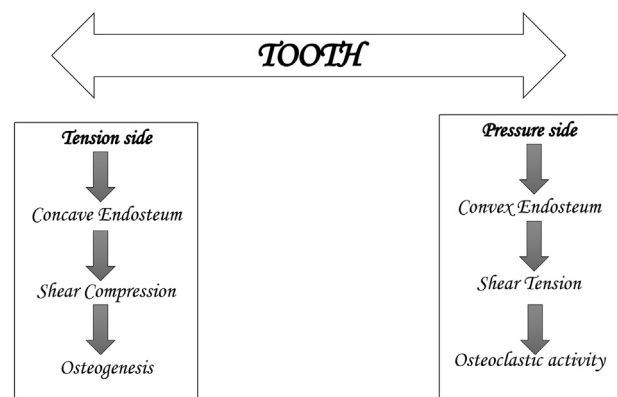 TOOTH
Tension side
Concave Endosteum
Shear Compression
Osteogenesis
Pressure side
Convex Endosteum
Shear Tension
Osteoclastic activity